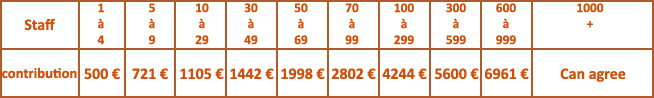 Staff 1 à 4 5 à 9 10 à 29 30 à 49 50 à 69 70 à 99 100 à 299 300 à 599 600 à 999 1000 +
contribution 500 € 721 € 1105 € 1442 € 1998 € 2802 € 4244 € 5600 € 6961 € Can agree